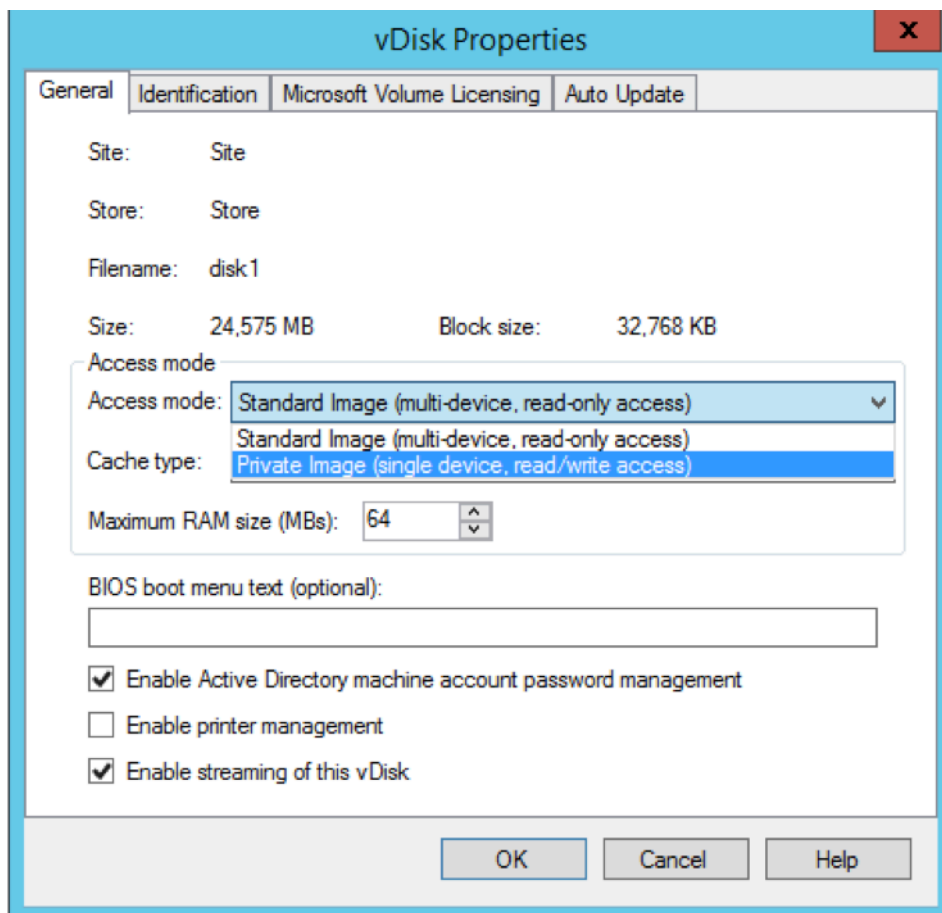 vDisk Properties
x
General Identification Microsoft Volume Licensing Auto Update
Site: Site
Store: Store
Filename: disk1
Size: 24,575 MB Block size: 32,768 KB
Access mode
Access mode: Standard Image (multi-device, read-only access)
Standard Image (multi-device, read-only access)
Cache type: Private Image (single device, read/write access)
Maximum RAM size (MBs): 64
BIOS boot menu text (optional):
Enable Active Directory machine account password management
Enable printer management
Enable streaming of this vDisk
OK Cancel Help